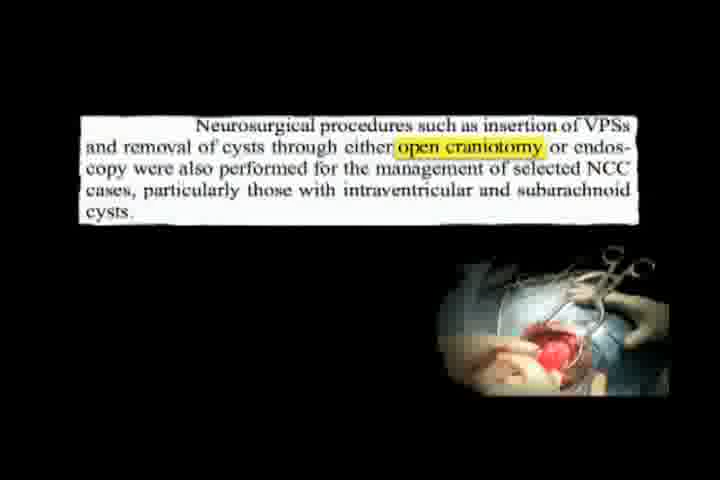 Neurosurgical procedures such as insertion of VPSs
and removal of cysts through either open craniotomy or endos-
copy were also performed for the management of selected NCC
cases, particularly those with intraventricular and subarachnoid
cysts.